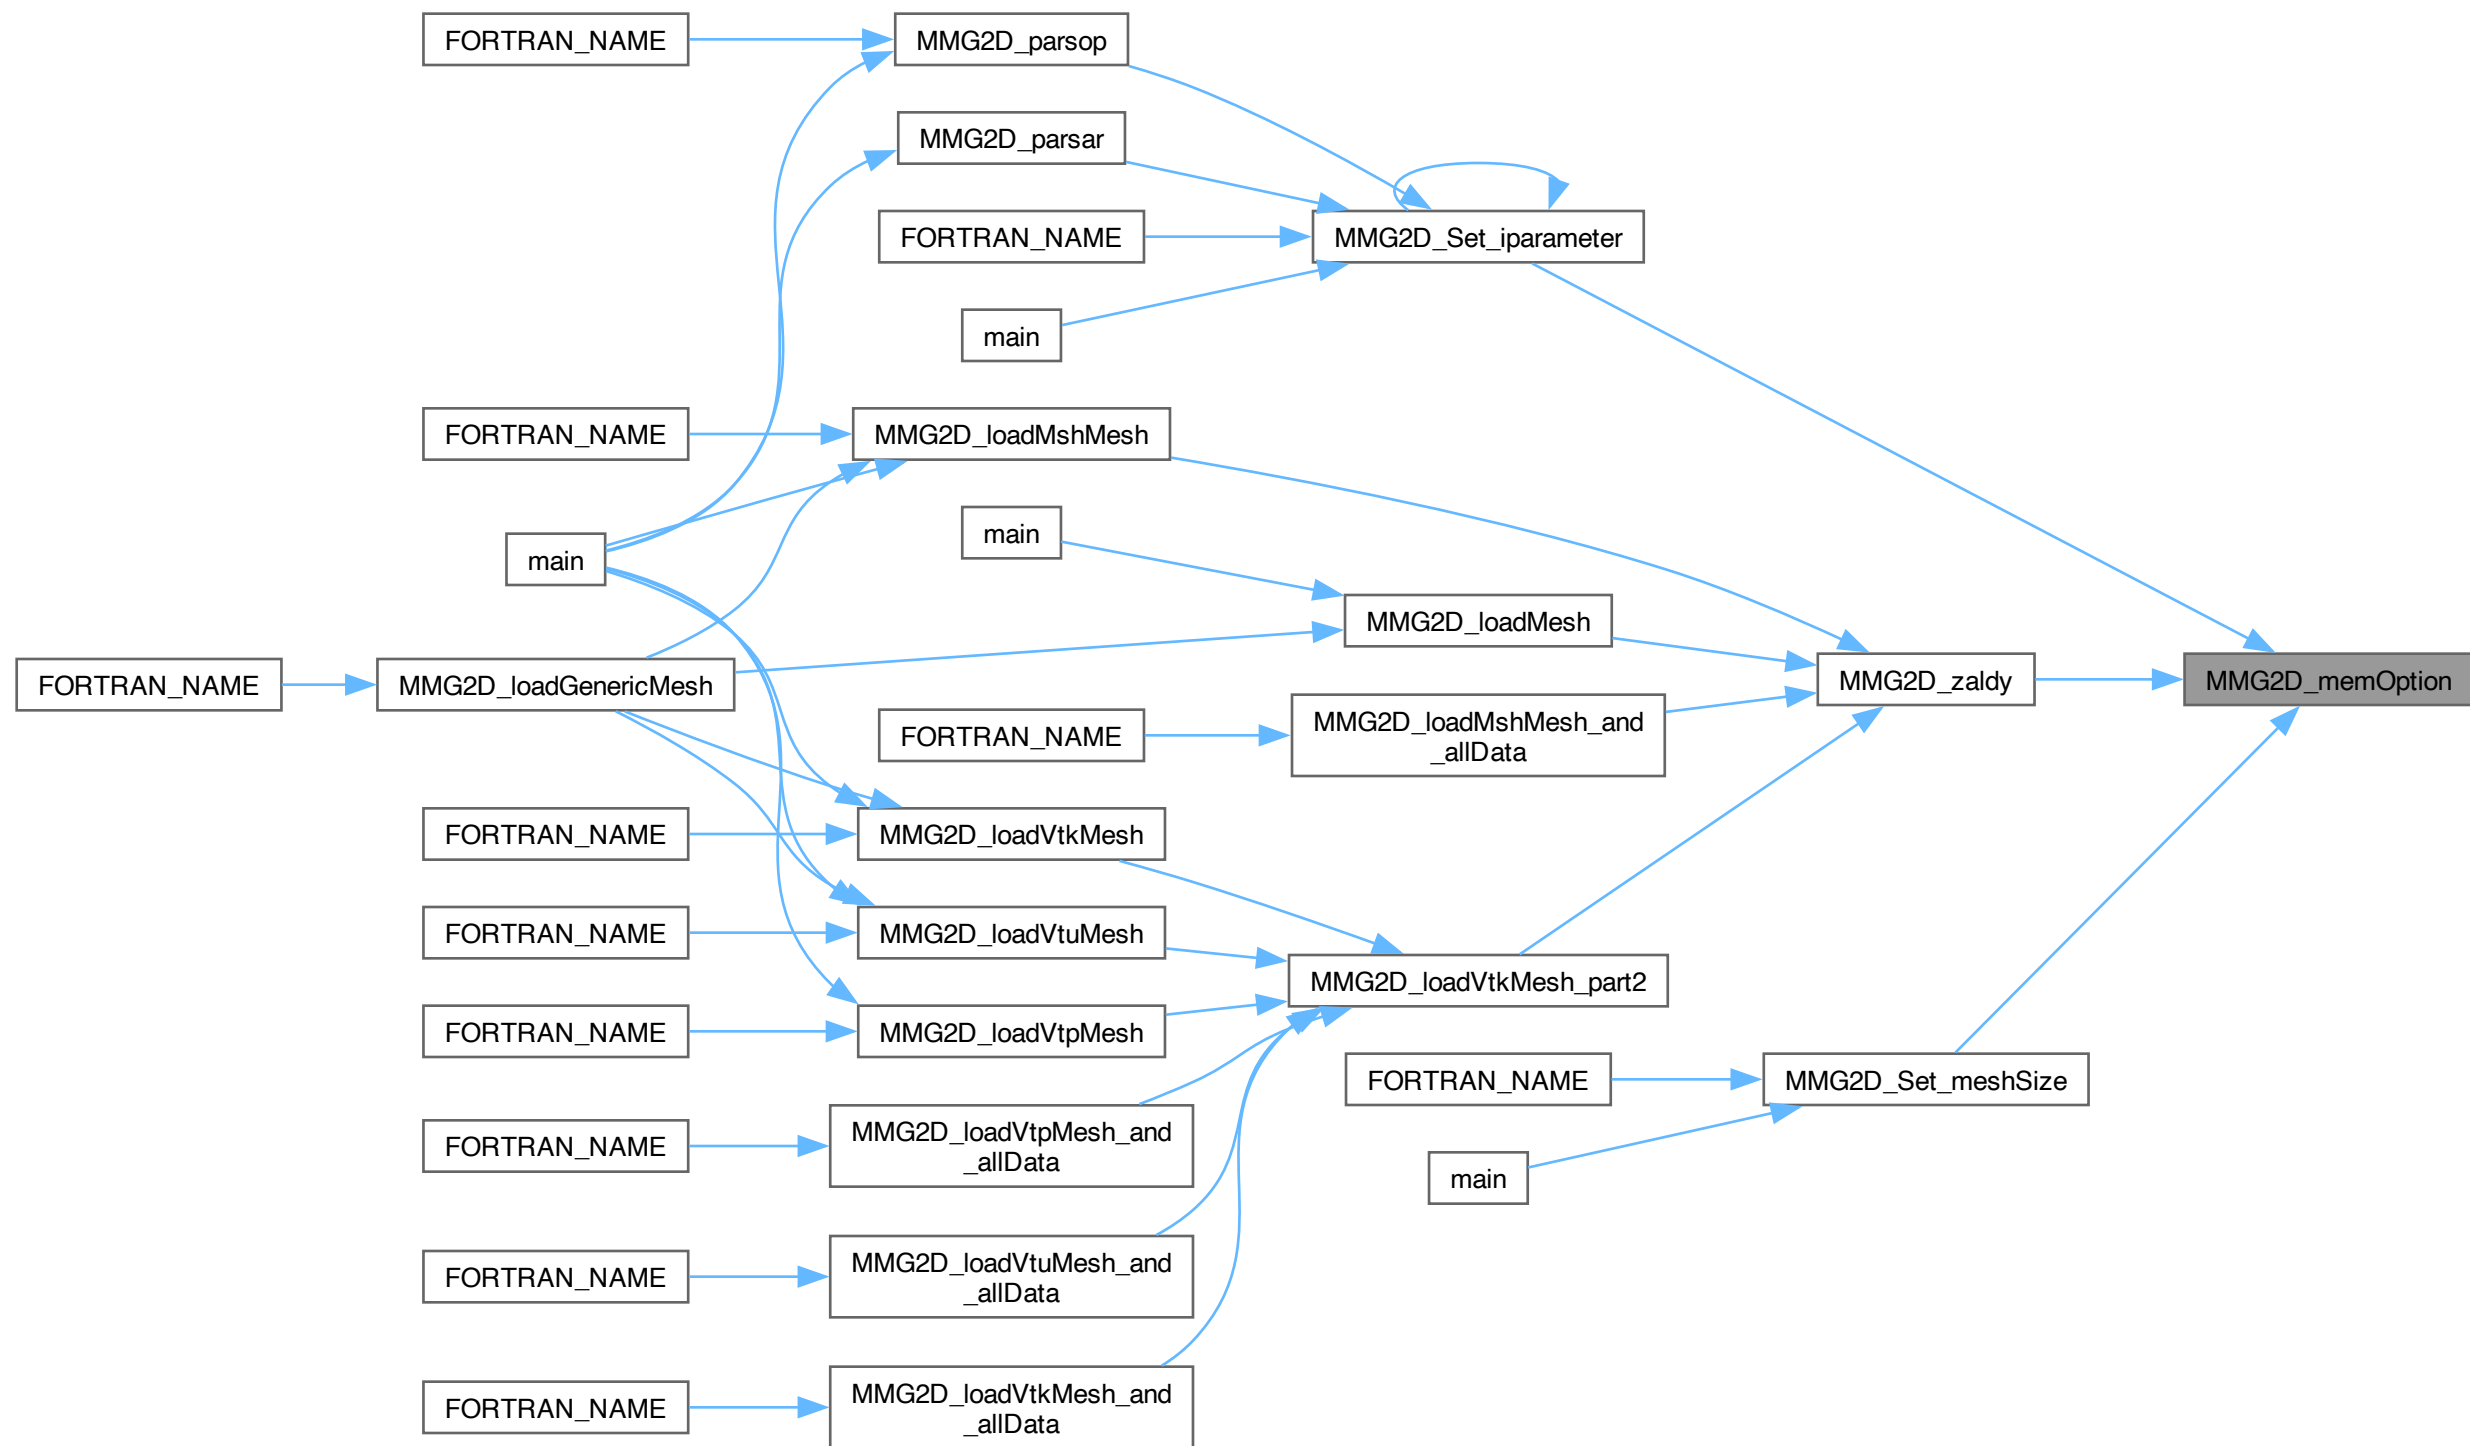 FORTRAN_NAME
MMG2D_parsop
MMG2D_parsar
FORTRAN_NAME
MMG2D_Set_iparameter
main
FORTRAN_NAME
MMG2D_loadMshMesh
main
main
MMG2D_loadMesh
FORTRAN_NAME
MMG2D_loadGenericMesh
MMG2D_zaldy
MMG2D_memOption
FORTRAN_NAME
MMG2D_loadMshMesh_and
_allData
FORTRAN_NAME
MMG2D_loadVtkMesh
FORTRAN_NAME
MMG2D_loadVtuMesh
MMG2D_loadVtkMesh_part2
FORTRAN_NAME
MMG2D_loadVtpMesh
FORTRAN_NAME
MMG2D_Set_meshSize
FORTRAN_NAME
MMG2D_loadVtpMesh_and
_allData
main
FORTRAN_NAME
MMG2D_loadVtuMesh_and
_allData
FORTRAN_NAME
MMG2D_loadVtkMesh_and
_allData